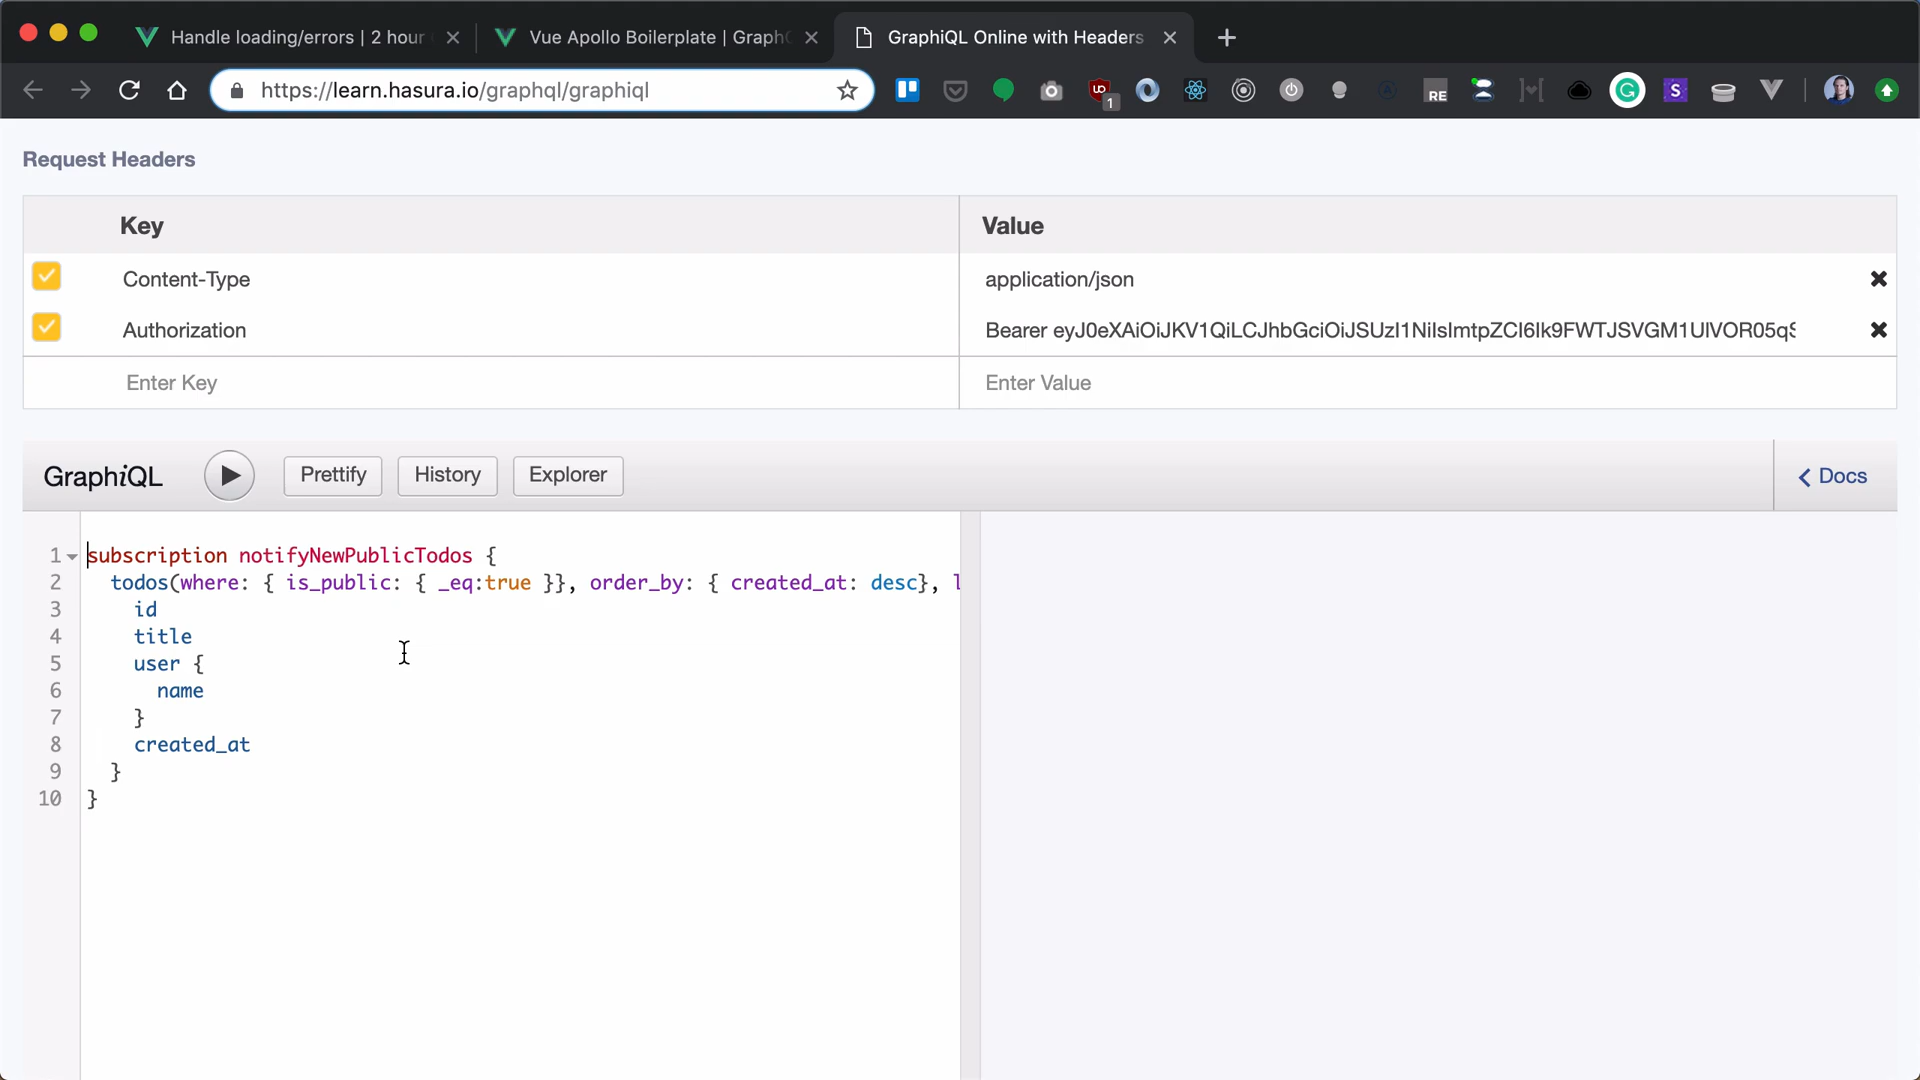 Handle loading/errors | 2 hour
Vue Apollo Boilerplate | Graph
GraphiQL Online with Headers
https://learn.hasura.io/graphql/graphiql
1
RE
S
Request Headers
Key Value
Content-Type application/json
Authorization Bearer
Enter Key Enter Value
GraphiQL Prettify History Explorer Docs
1 subscription notifyNewPublicTodos {
2 todos(where: { is_public: { _eq:true }}, order_by: { created_at: desc}, l
3 id
4 title
5 user {
6 name
7 }
8 created_at
9 }
10 }